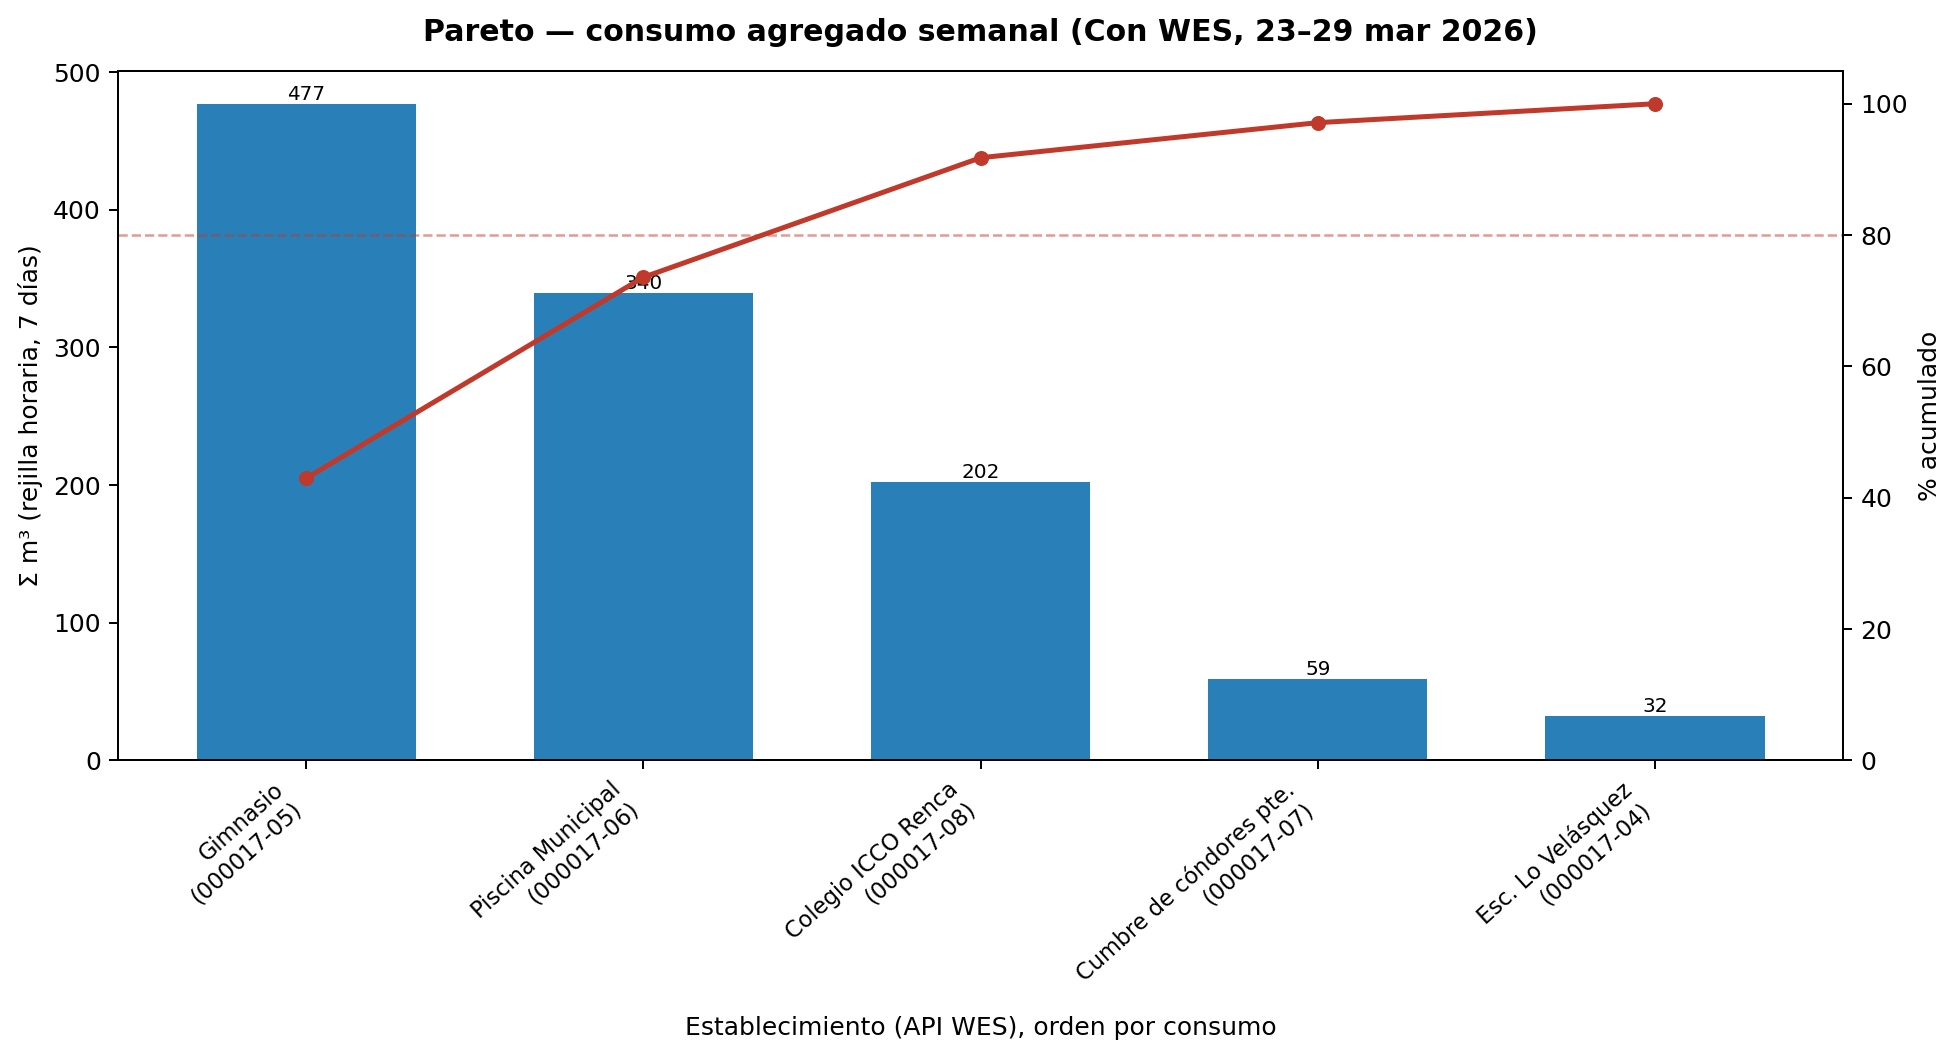 Pareto — consumo agregado semanal (Con WES, 23–29 mar 2026)
Σ m³ (rejilla horaria, 7 días)
500
400
300
200
100
0
477
340
202
59
32
100
80
60
40
20
0
% acumulado
Gimnasio
(000017-05)
Piscina Municipal
(000017-06)
Colegio ICCO Renca
(000017-08)
Cumbre de cóndores pte.
(000017-07)
Esc. Lo Velásquez
(000017-04)
Establecimiento (API WES), orden por consumo